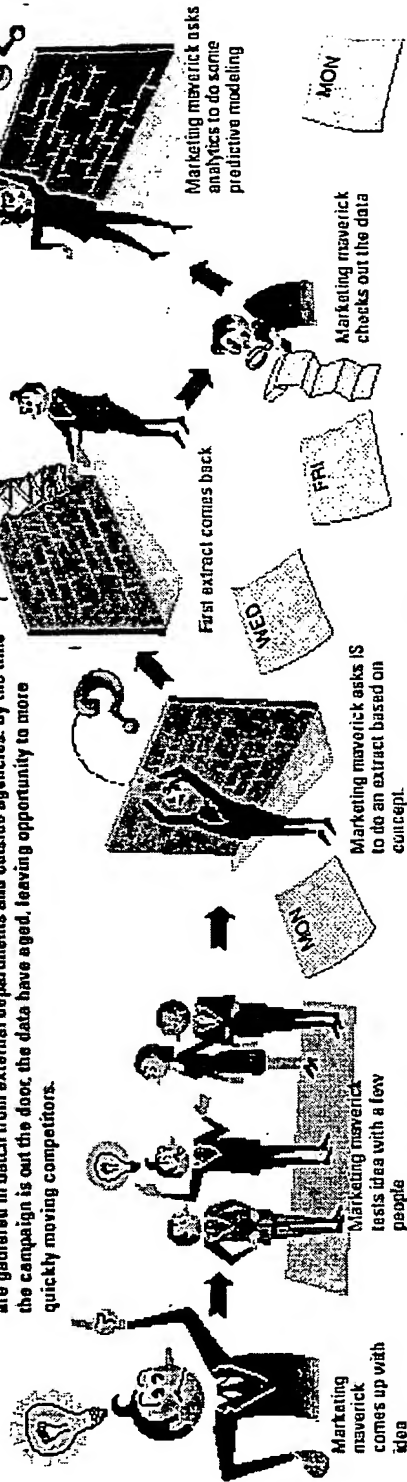 are gathered in batch from external departments and outside agencies. By the time
the campaign is out the door, the data have aged, leaving opportunity to more
quickly moving competitors.
Marketing
maverick
comes up with
idea
Marketing maverick
tests idea with a few
people
MON
Marketing maverick asks IS
to do an extract based on
concept.
WED
First extract comes back
FRI
Marketing maverick
checks out the data
Marketing maverick asks
analytics to do some
predictive modeling
MON